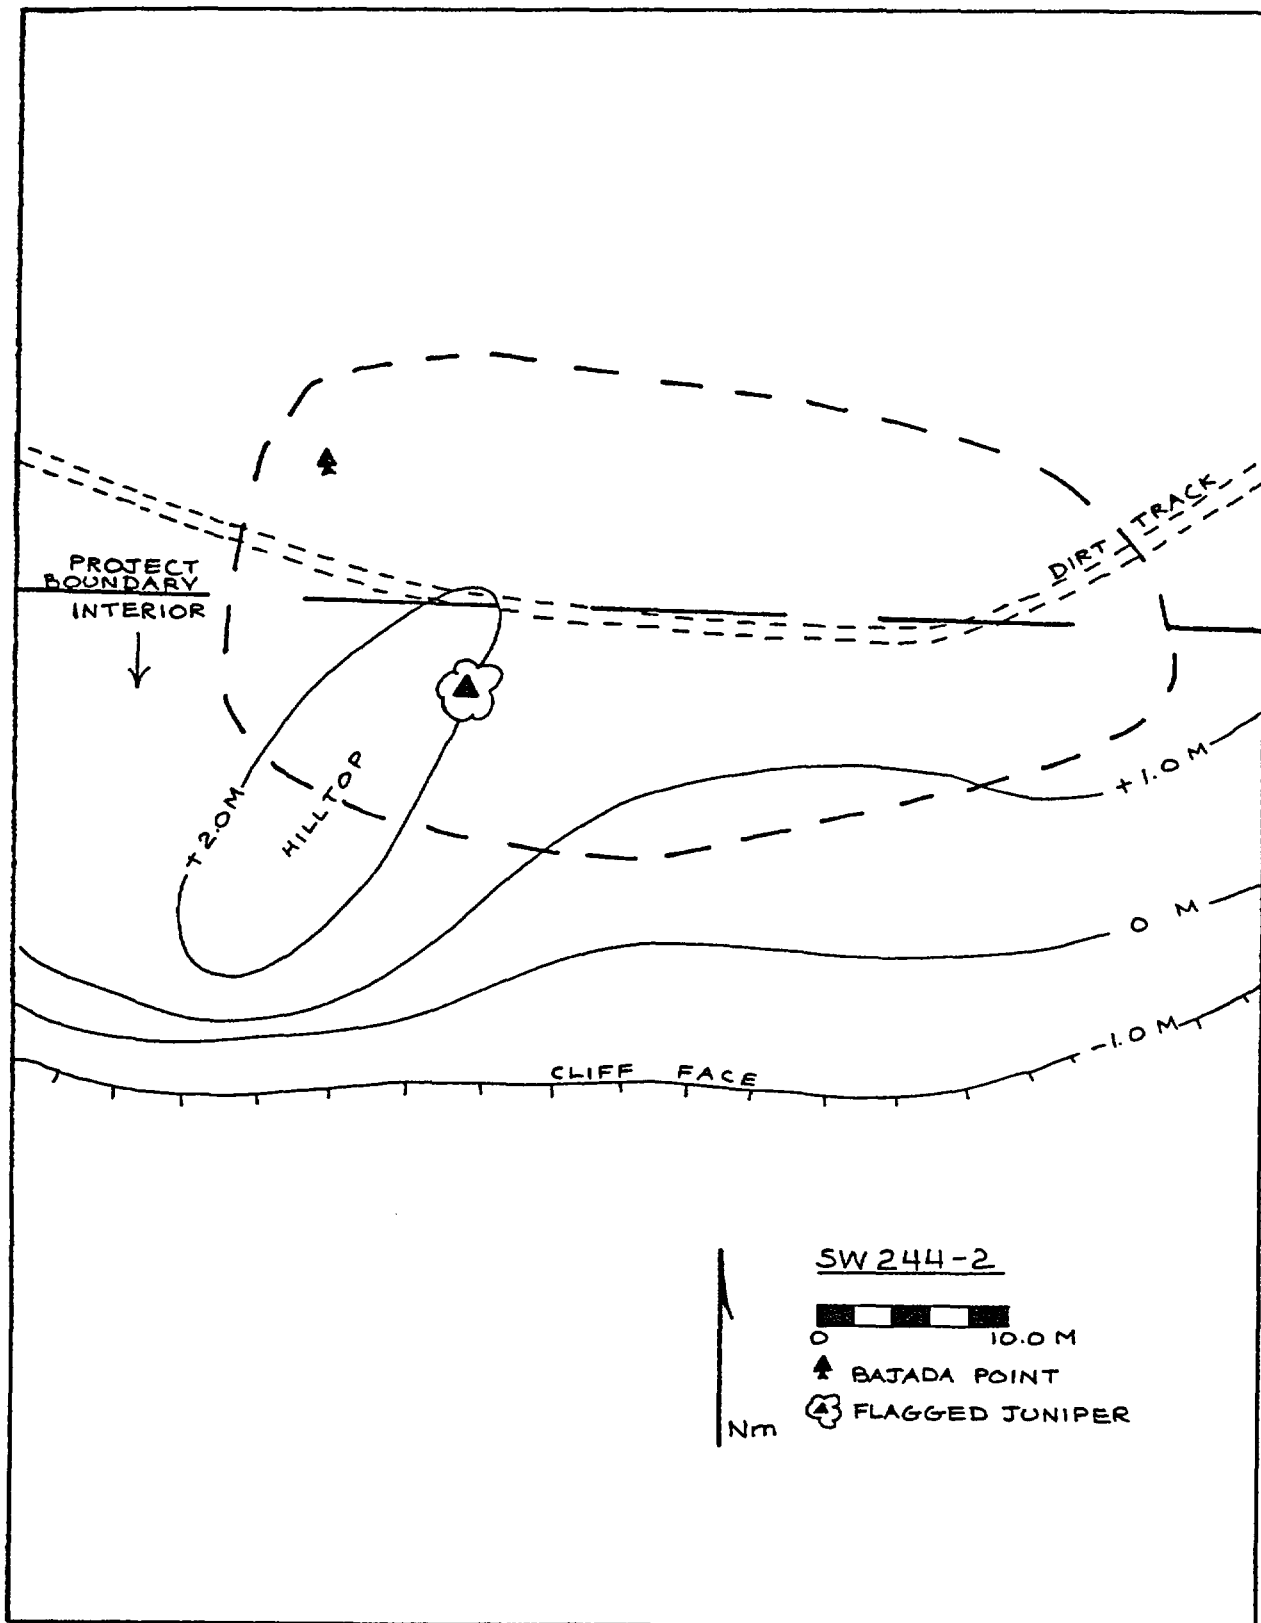 DIRT TRACK
PROJECT
BOUNDARY
INTERIOR
HILLTOP
+2.0M
+1.0M
0 M
-1.0M
CLIFF FACE
SW 244-2
0 10.0 M
BAJADA POINT
FLAGGED JUNIPER
Nm